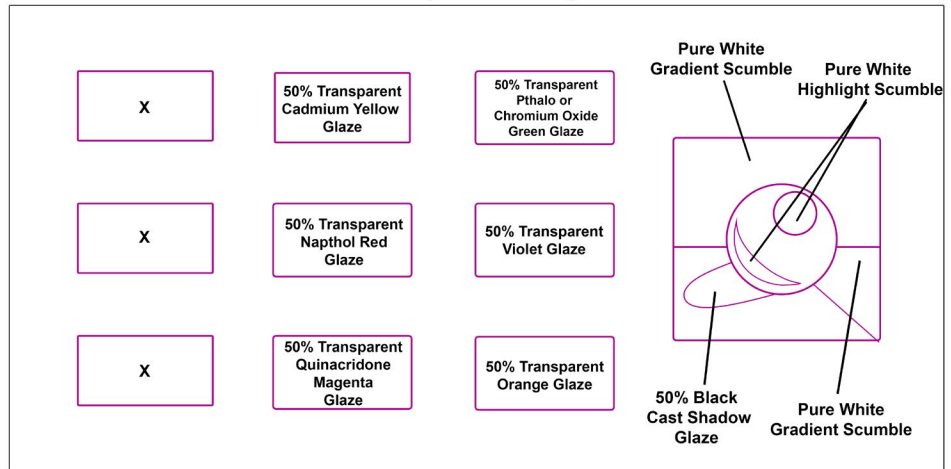 X
50% Transparent
Cadmium Yellow
Glaze
50% Transparent
Pthalo or
Chromium Oxide
Green Glaze
X
50% Transparent
Napthol Red
Glaze
50% Transparent
Violet Glaze
X
50% Transparent
Quinacridone
Magenta
Glaze
50% Transparent
Orange Glaze
Pure White
Gradient Scumble
Pure White
Highlight Scumble
50% Black
Cast Shadow
Glaze
Pure White
Gradient Scumble